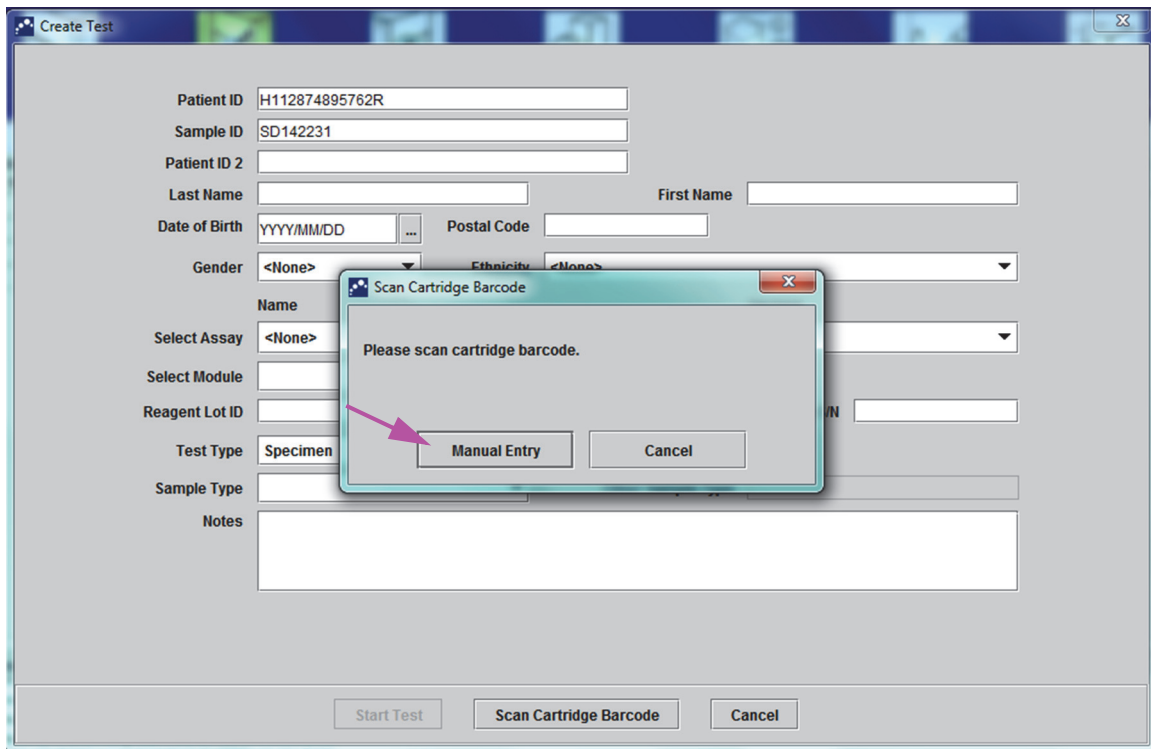 Create Test
Patient ID H112874895762R
Sample ID SD142231
Patient ID 2
Last Name First Name
Date of Birth YYYY/MM/DD ... Postal Code
Gender <None> Ethnicity <None>
Scan Cartridge Barcode
Name
Select Assay <None>
Please scan cartridge barcode.
Select Module
Reagent Lot ID /N
Test Type Specimen
Manual Entry Cancel
Sample Type
Notes
Start Test Scan Cartridge Barcode Cancel